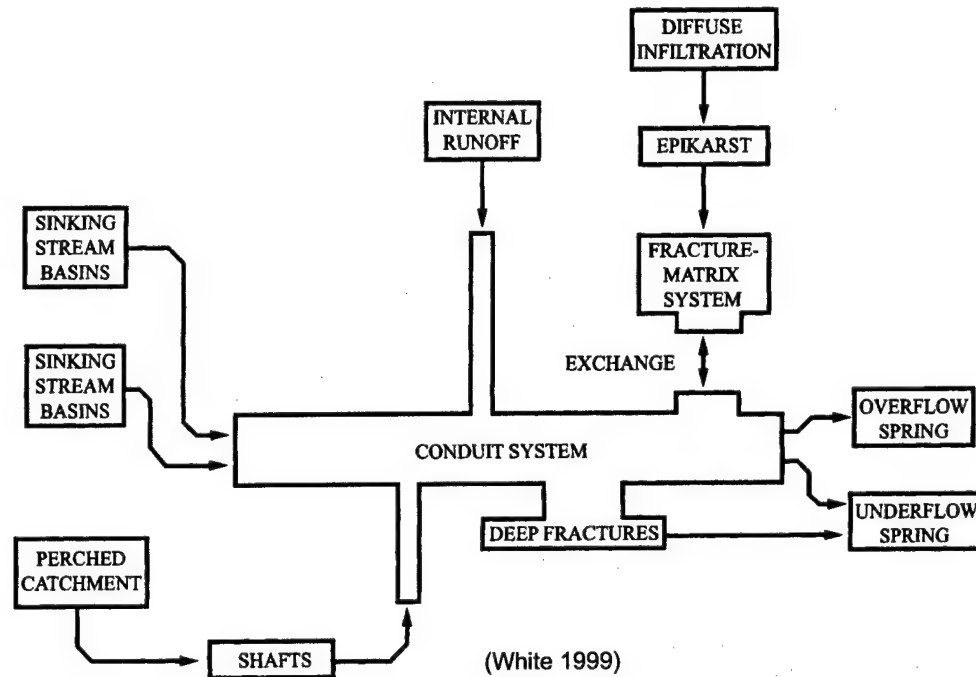 DIFFUSE
INFILTRATION
INTERNAL
RUNOFF
EPIKARST
SINKING
STREAM
BASINS
FRACTURE-
MATRIX
SYSTEM
SINKING
STREAM
BASINS
EXCHANGE
CONDUIT SYSTEM
OVERFLOW
SPRING
DEEP FRACTURES
UNDERFLOW
SPRING
PERCHED
CATCHMENT
SHAFTS
(White 1999)